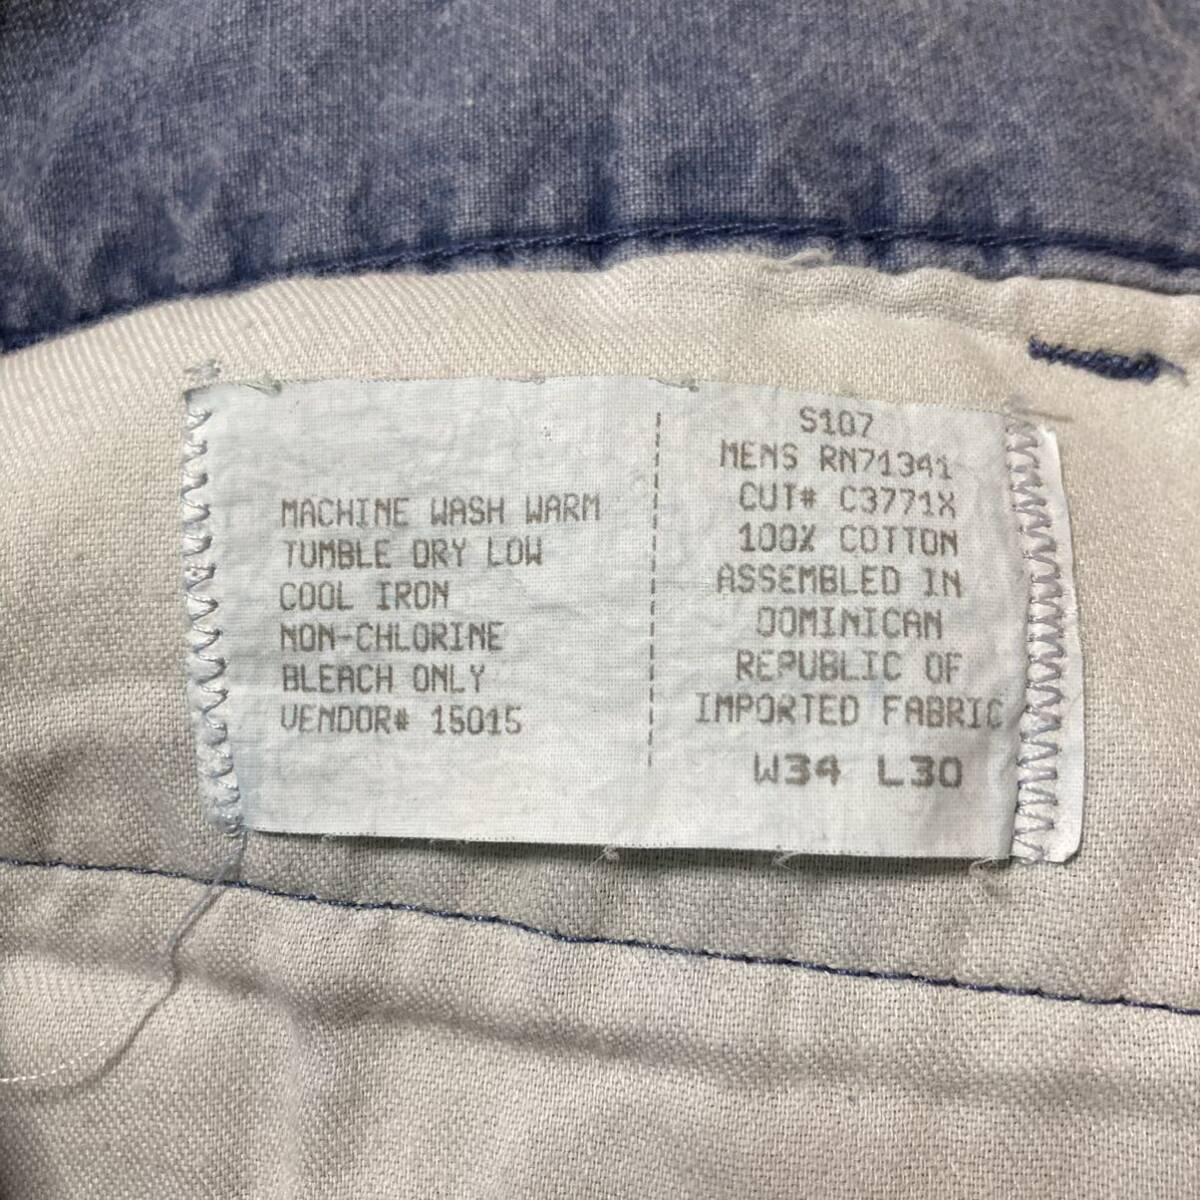 MACHINE WASH WARM
TUMBLE DRY LOW
COOL IRON
NON-CHLORINE
BLEACH ONLY
VENDOR# 15015
S107
MENS RN71341
CUT# C3771X
100% COTTON
ASSEMBLED IN
DOMINICAN
REPUBLIC OF
IMPORTED FABRIC
W34 L30